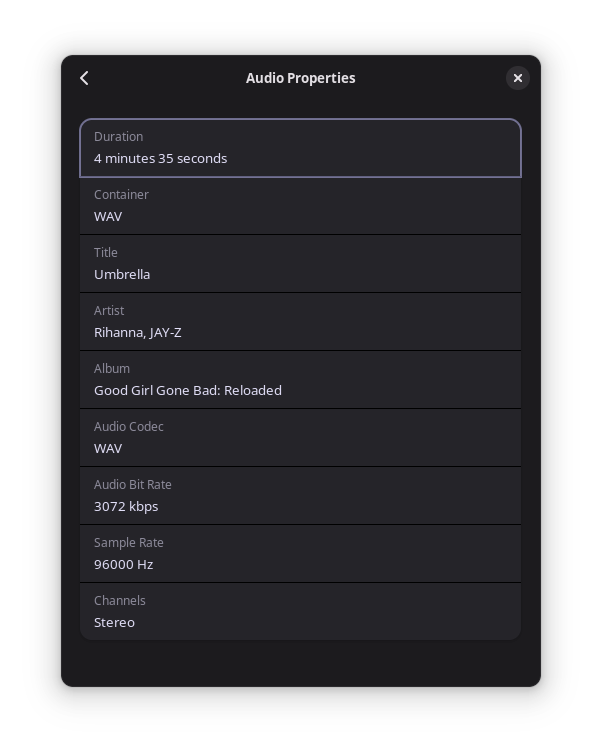 Audio Properties
Duration
4 minutes 35 seconds
Container
WAV
Title
Umbrella
Artist
Rihanna, JAY-Z
Album
Good Girl Gone Bad: Reloaded
Audio Codec
WAV
Audio Bit Rate
3072 kbps
Sample Rate
96000 Hz
Channels
Stereo